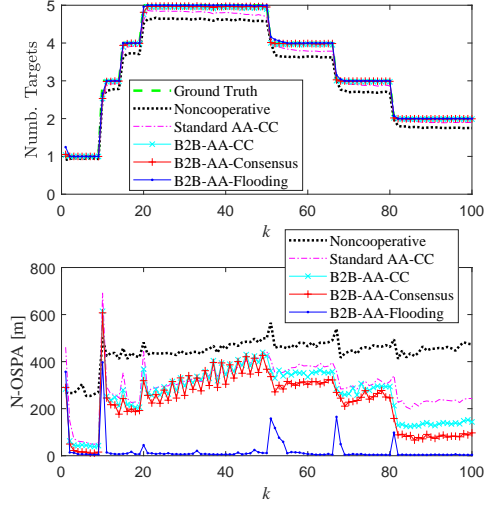 Numb. Targets
5
4
3
2
1
0
Ground Truth
Noncooperative
Standard AA-CC
B2B-AA-CC
B2B-AA-Consensus
B2B-AA-Flooding
0 20 40 60 80 100
k
Noncooperative
Standard AA-CC
B2B-AA-CC
B2B-AA-Consensus
B2B-AA-Flooding
N-OSPA [m]
800
600
400
200
0
0 20 40 60 80 100
k